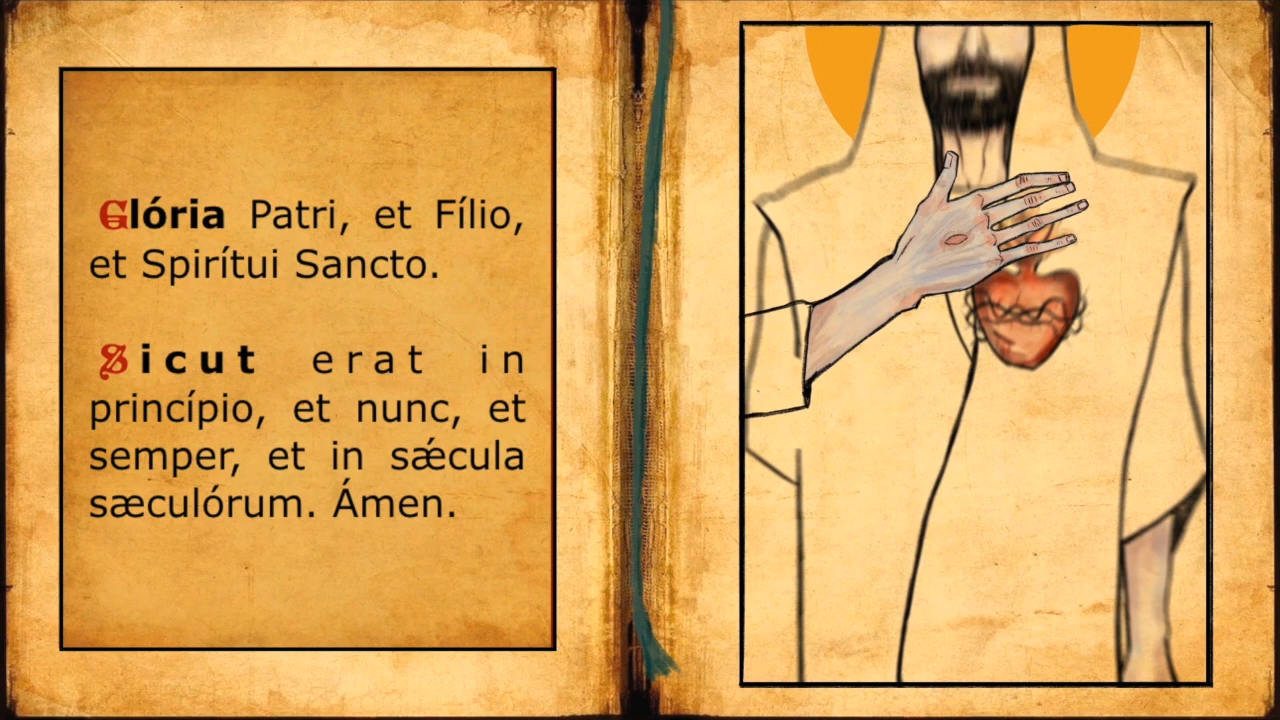 Glória Patri, et Fílio,
et Spirítui Sancto.
Sicut erat in
princípio, et nunc, et
semper, et in sǽcula
sæculórum. Ámen.